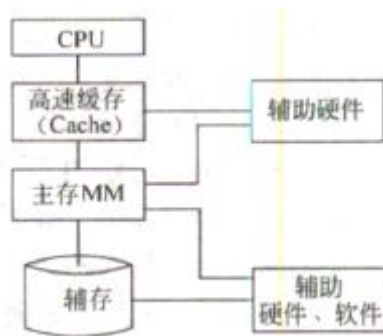 CPU
高速缓存
（Cache）
辅助硬件
主存MM
辅存
辅助
硬件、软件